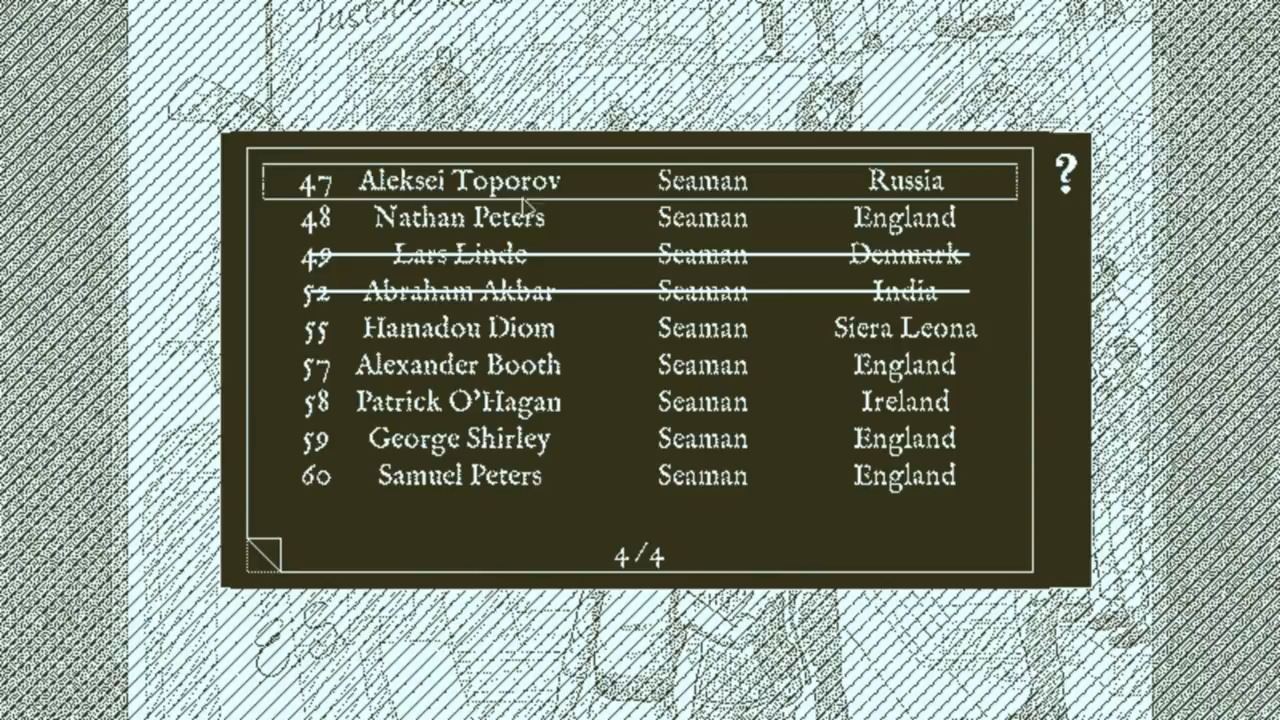 Justice
47 Aleksei Toporov Seaman Russia
?
48 Nathan Peters Seaman England
49 Lars Linde Seaman Denmark
52 Abraham Akbar Seaman India
55 Hamadou Diom Seaman Siera Leona
57 Alexander Booth Seaman England
58 Patrick O'Hagan Seaman Ireland
59 George Shirley Seaman England
60 Samuel Peters Seaman England
4/4